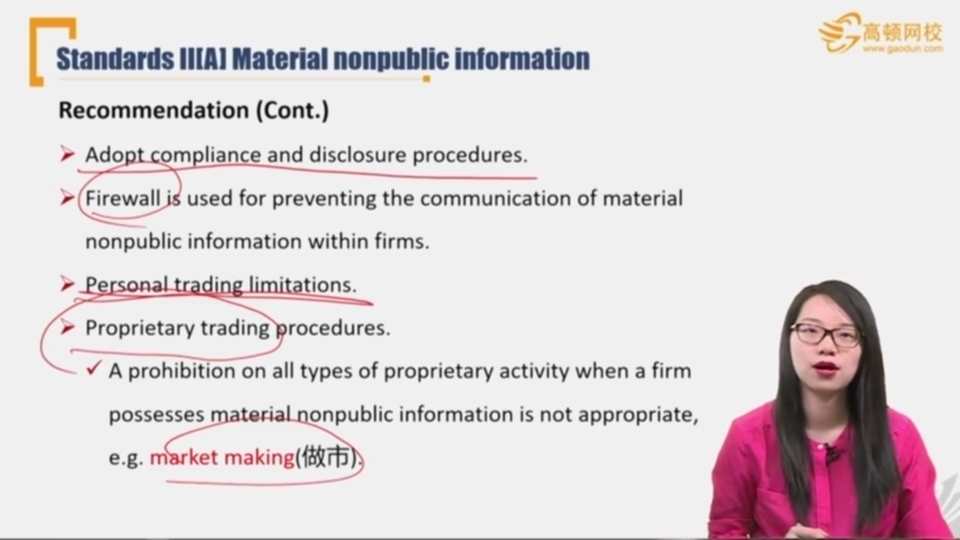 Standards II[A] Material nonpublic information
高顿网校
www.gaodun.com
Recommendation (Cont.)
Adopt compliance and disclosure procedures.
Firewall is used for preventing the communication of material
nonpublic information within firms.
Personal trading limitations.
Proprietary trading procedures.
A prohibition on all types of proprietary activity when a firm
possesses material nonpublic information is not appropriate,
e.g. market making(做市).